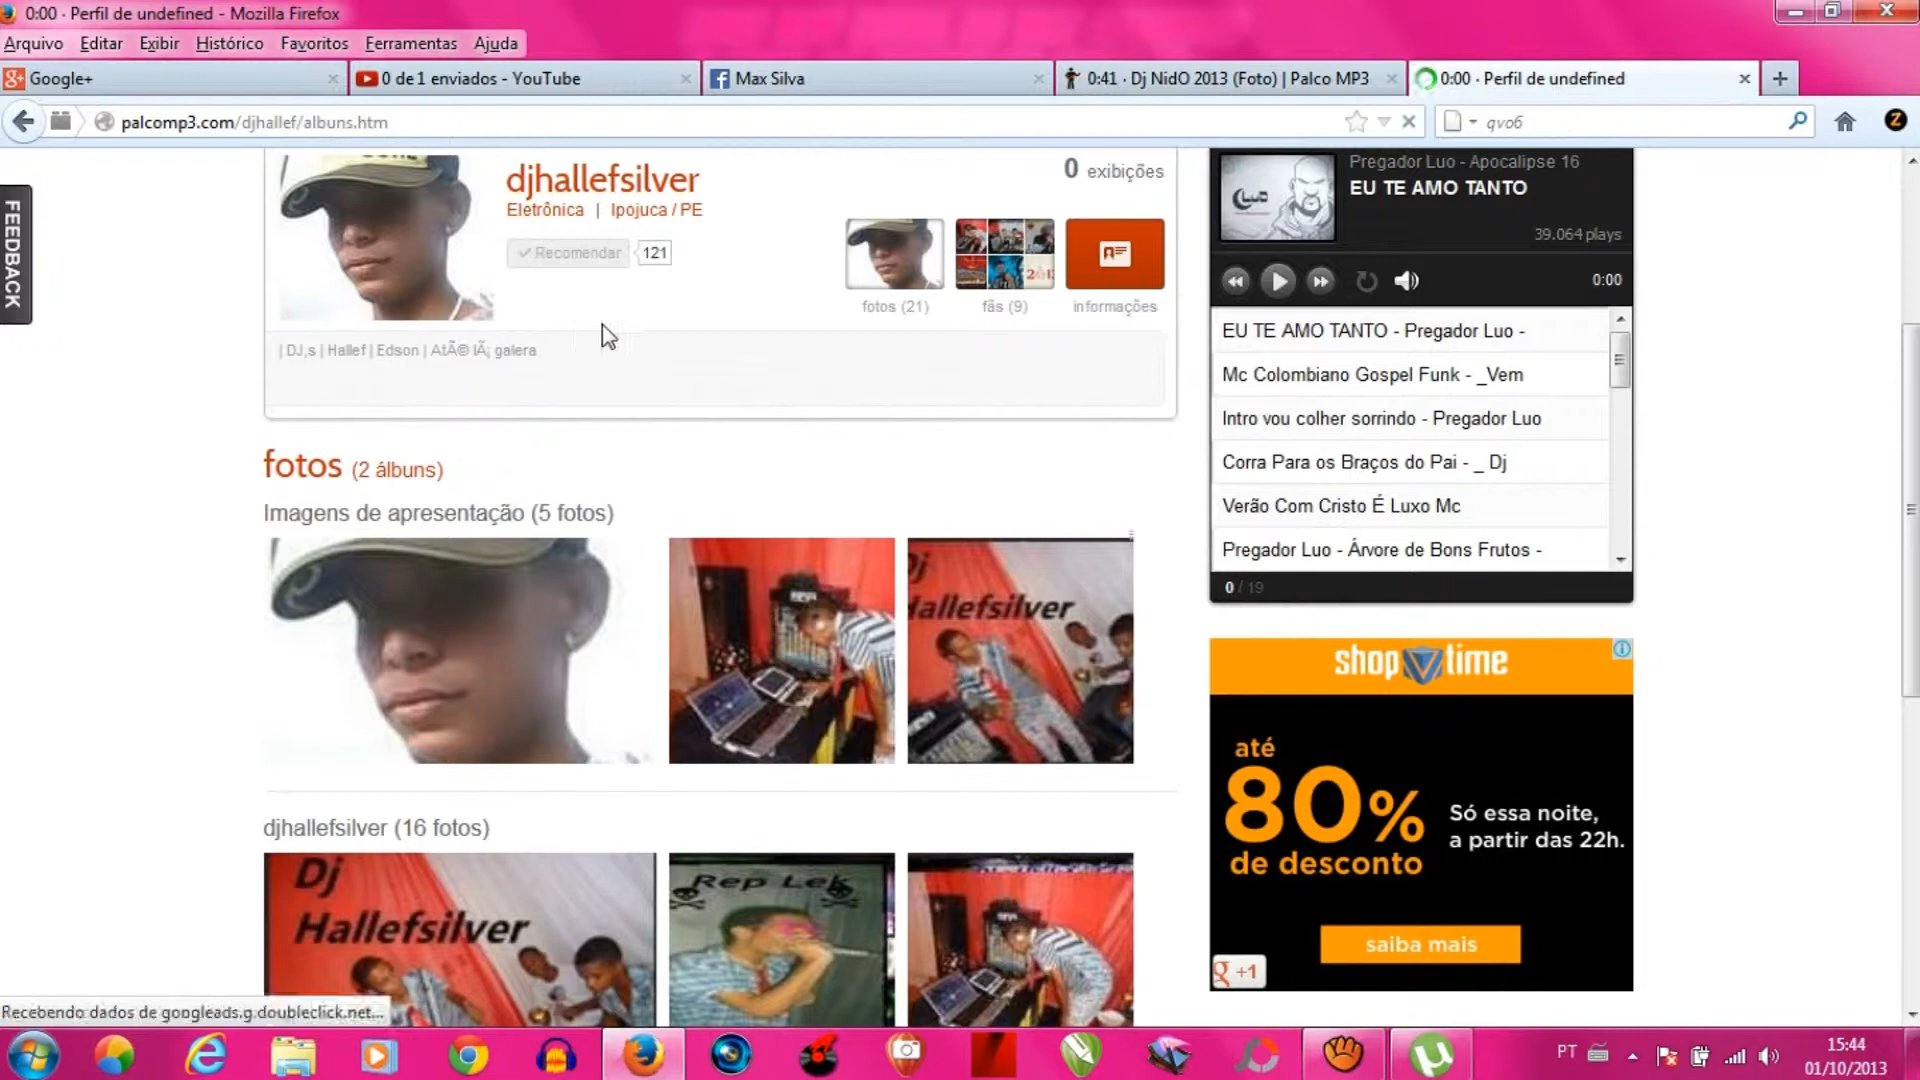 0:00 · Perfil de undefined - Mozilla Firefox
Arquivo Editar Exibir Histórico Favoritos Ferramentas Ajuda
Google+
0 de 1 enviados - YouTube
Max Silva
0:41 · Dj NidO 2013 (Foto) | Palco MP3
0:00 · Perfil de undefined
palcomp3.com/djhallef/albuns.htm
qvo6
FEEDBACK
djhallefsilver
Eletrônica | Ipojuca / PE
Recomendar 121
0 exibições
fotos (21)
fãs (9)
informações
| DJ,s | Hallef | Edson | AtÃ© lÃ¡ galera
fotos (2 álbuns)
Imagens de apresentação (5 fotos)
Dj
Hallefsilver
djhallefsilver (16 fotos)
Dj
Hallefsilver
Rep Lek
Pregador Luo - Apocalipse 16
EU TE AMO TANTO
39.064 plays
0:00
EU TE AMO TANTO - Pregador Luo -
Mc Colombiano Gospel Funk - _Vem
Intro vou colher sorrindo - Pregador Luo
Corra Para os Braços do Pai - _ Dj
Verão Com Cristo É Luxo Mc
Pregador Luo - Árvore de Bons Frutos -
0 / 19
shoptime
até
80%
de desconto
Só essa noite,
a partir das 22h.
saiba mais
+1
Recebendo dados de googleads.g.doubleclick.net...
PT
15:44
01/10/2013